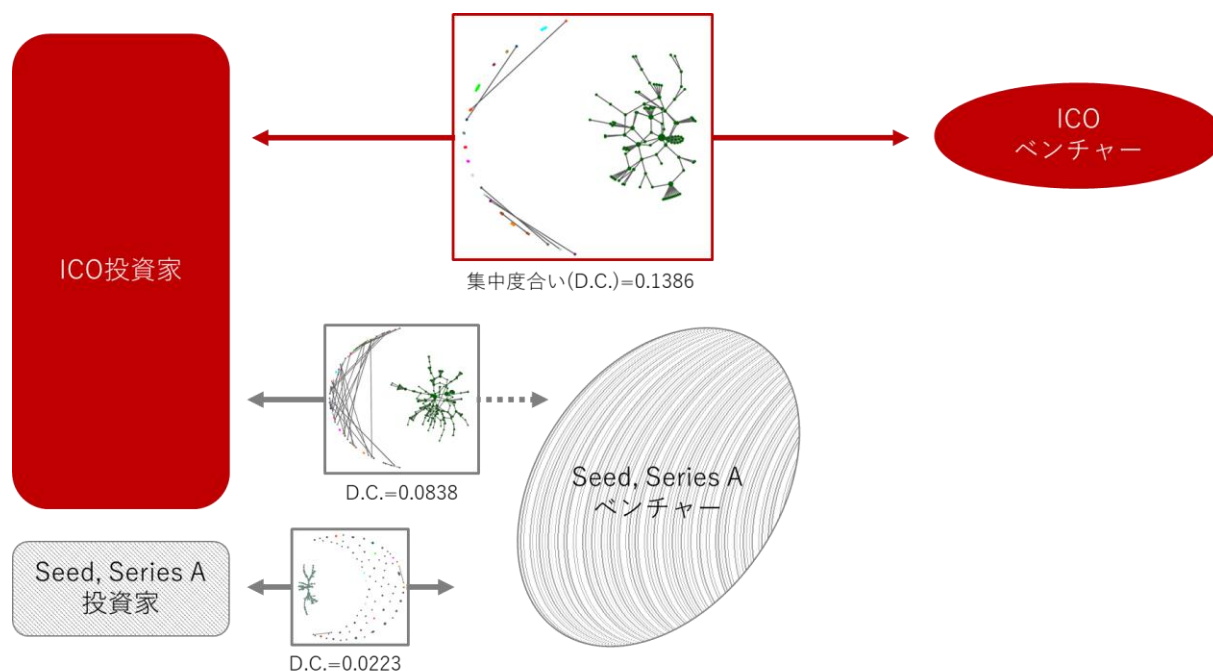 ICO
ベンチャー
ICO投資家
集中度合い(D.C.)=0.1386
D.C.=0.0838
Seed, Series A
ベンチャー
Seed, Series A
投資家
D.C.=0.0223